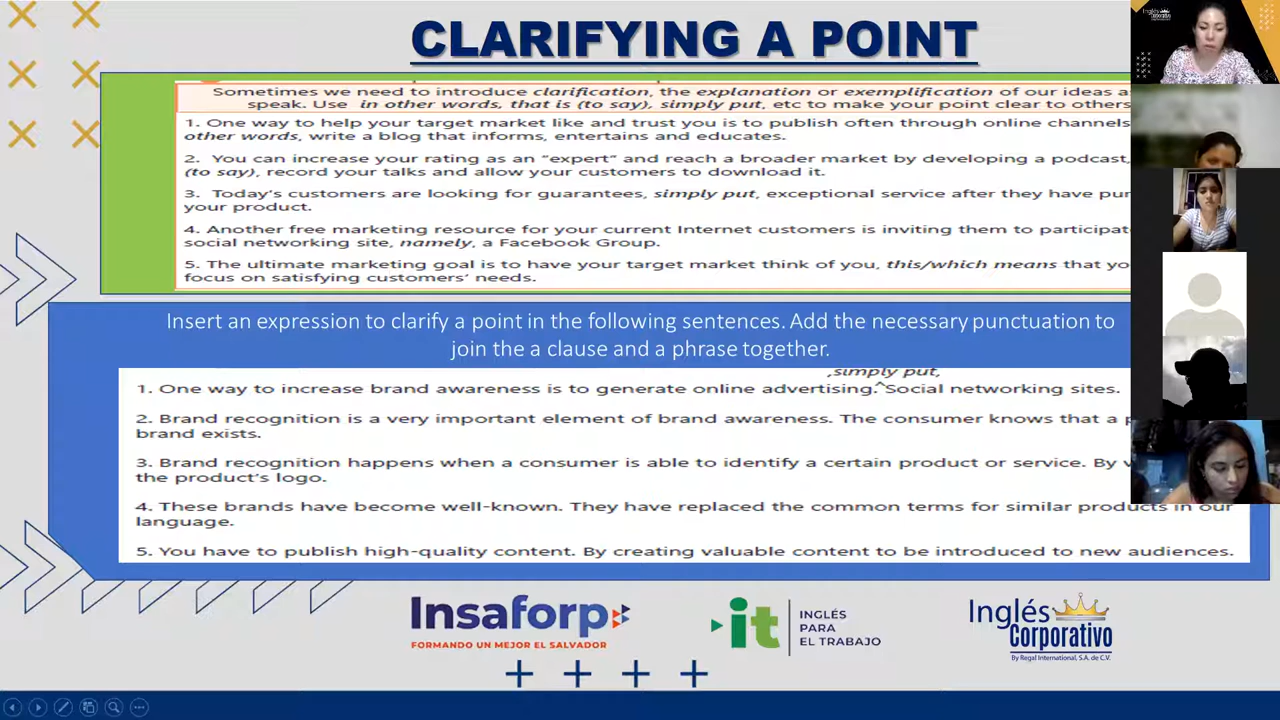 CLARIFYING A POINT
Sometimes we need to introduce clarification, the explanation or exemplification of our ideas as
speak. Use in other words, that is (to say), simply put, etc to make your point clear to others
1. One way to help your target market like and trust you is to publish often through online channels
other words, write a blog that informs, entertains and educates.
2. You can increase your rating as an “expert” and reach a broader market by developing a podcast,
(to say), record your talks and allow your customers to download it.
3. Today's customers are looking for guarantees, simply put, exceptional service after they have pur
your product.
4. Another free marketing resource for your current Internet customers is inviting them to participate
social networking site, namely, a Facebook Group.
5. The ultimate marketing goal is to have your target market think of you, this/which means that yo
focus on satisfying customers' needs.
Insert an expression to clarify a point in the following sentences. Add the necessary punctuation to
join the a clause and a phrase together.
,simply put,
1. One way to increase brand awareness is to generate online advertising.^Social networking sites.
2. Brand recognition is a very important element of brand awareness. The consumer knows that a p
brand exists.
3. Brand recognition happens when a consumer is able to identify a certain product or service. By v
the product's logo.
4. These brands have become well-known. They have replaced the common terms for similar products in our
language.
5. You have to publish high-quality content. By creating valuable content to be introduced to new audiences.
Insaforp
FORMANDO UN MEJOR EL SALVADOR
it
INGLÉS
PARA
EL TRABAJO
Inglés
Corporativo
By Regal International, S.A. de C.V.